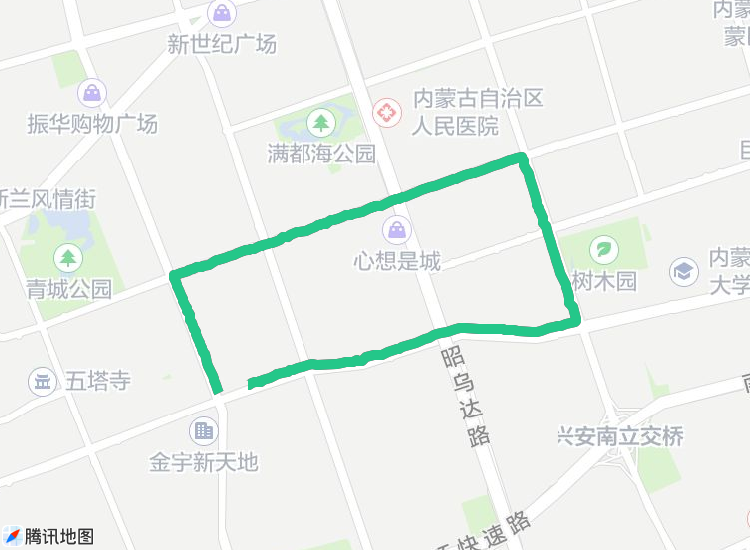 新世纪广场
振华购物广场
内蒙古自治区
人民医院
满都海公园
新兰风情街
心想是城
青城公园
树木园
内蒙
大学
五塔寺
昭乌达路
兴安南立交桥
金宇新天地
快速路
腾讯地图